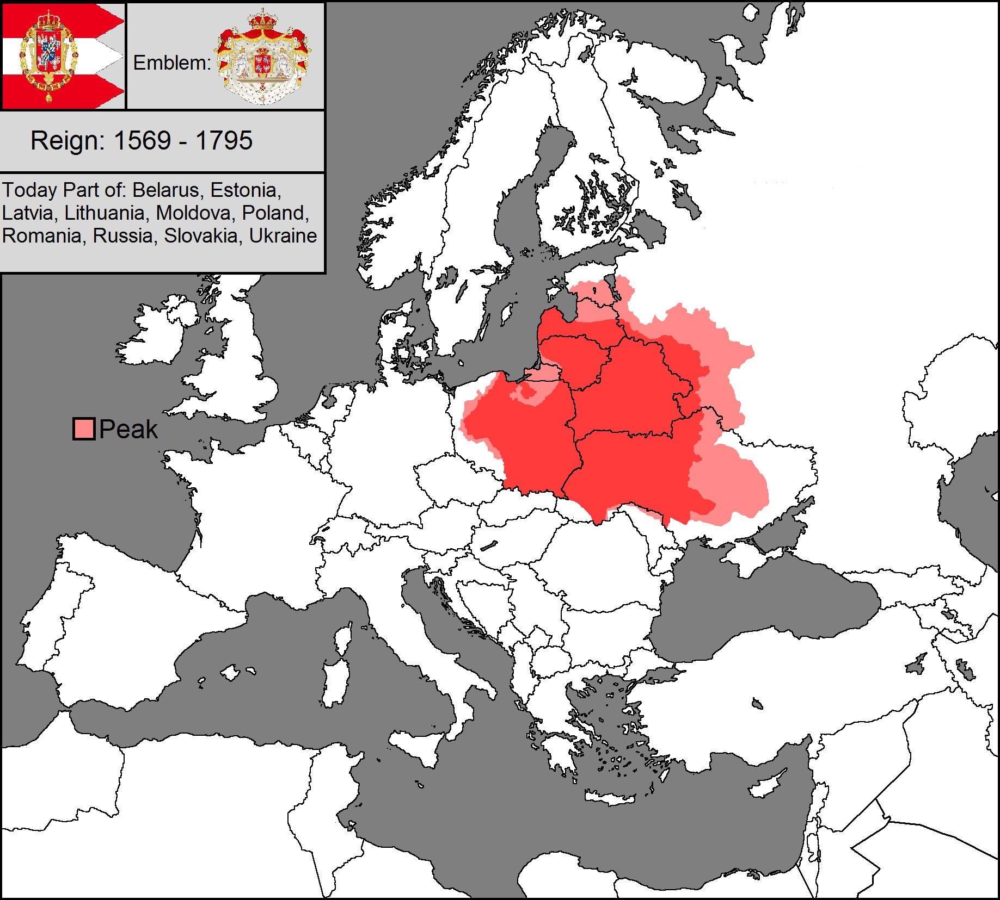 Emblem:
Reign: 1569 - 1795
Today Part of: Belarus, Estonia,
Latvia, Lithuania, Moldova, Poland,
Romania, Russia, Slovakia, Ukraine
Peak